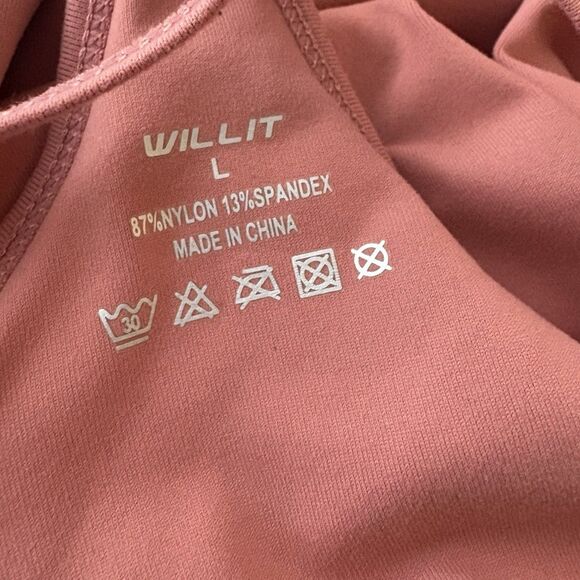 WILLIT
L
87%NYLON 13%SPANDEX
MADE IN CHINA
30